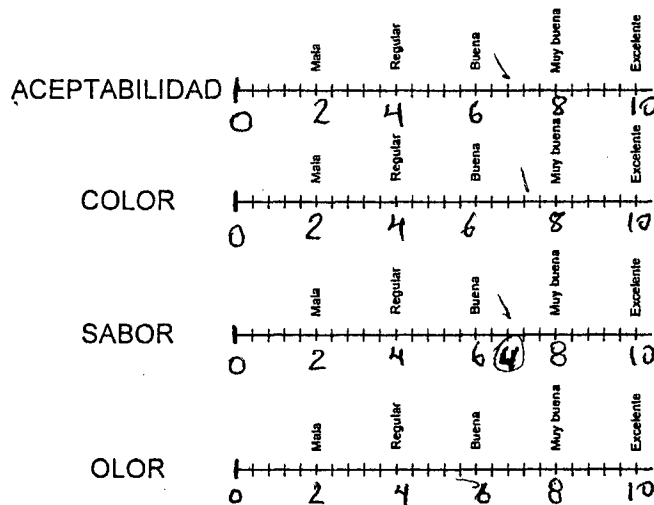 Mala Regular Buena Muy buena Excelente
ACEPTABILIDAD
0 2 4 6 8 10
Mala Regular Buena Muy buena Excelente
COLOR
0 2 4 6 8 10
Mala Regular Buena Muy buena Excelente
SABOR
0 2 4 6 4 8 10
Mala Regular Buena Muy buena Excelente
OLOR
0 2 4 6 8 10